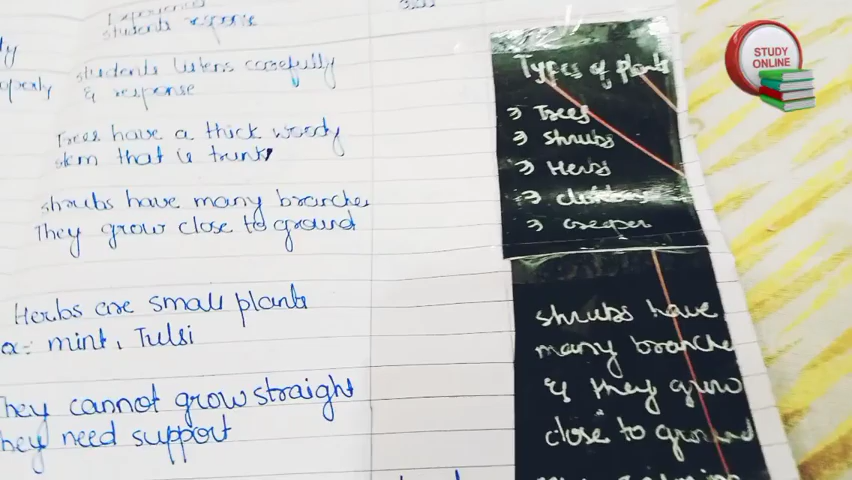 students response
students listens carefully
& response
Trees have a thick woody
stem that is trunk
shrubs have many branches
They grow close to ground
Herbs are small plants
mint, Tulsi
They cannot grow straight
They need support
Types of plants
→ Trees
→ Shrubs
→ Herbs
→ climbers
→ creeper
shrubs have
many branche
& they grow
close to ground
STUDY
ONLINE